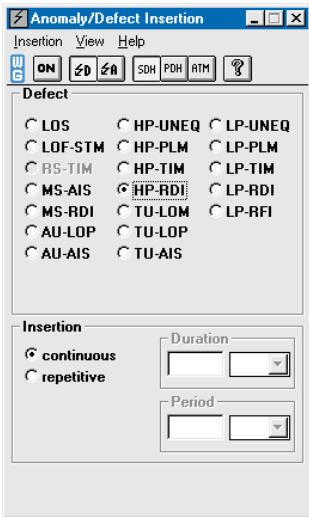 Anomaly/Defect Insertion
Insertion View Help
W G ON D A SDH PDH ATM ?
Defect
LOS HP-UNEQ LP-UNEQ
LOF-STM HP-PLM LP-PLM
RS-TIM HP-TIM LP-TIM
MS-AIS HP-RDI LP-RDI
MS-RDI TU-LOM LP-RFI
AU-LOP TU-LOP
AU-AIS TU-AIS
Insertion
Duration
continuous
repetitive
Period